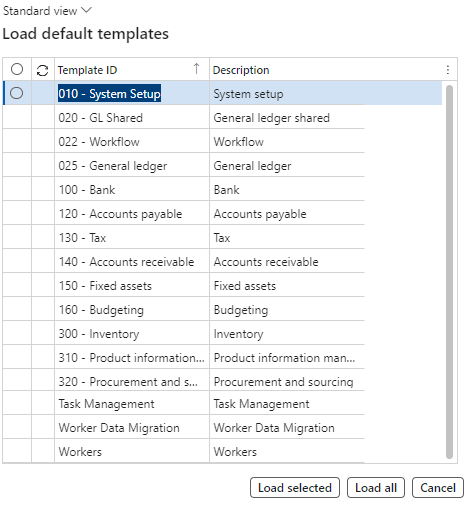 Standard view
Load default templates
Template ID Description
010 - System Setup System setup
020 - GL Shared General ledger shared
022 - Workflow Workflow
025 - General ledger General ledger
100 - Bank Bank
120 - Accounts payable Accounts payable
130 - Tax Tax
140 - Accounts receivable Accounts receivable
150 - Fixed assets Fixed assets
160 - Budgeting Budgeting
300 - Inventory Inventory
310 - Product information... Product information man...
320 - Procurement and s... Procurement and sourcing
Task Management Task Management
Worker Data Migration Worker Data Migration
Workers Workers
Load selected Load all Cancel